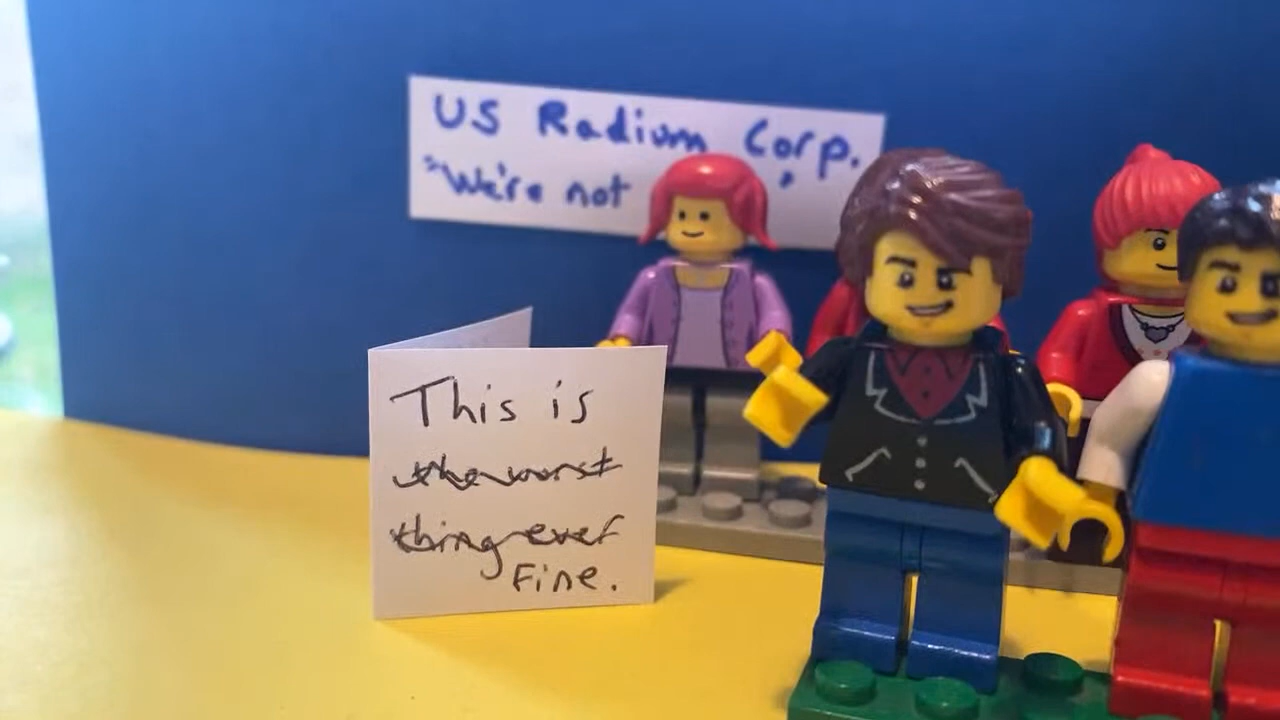 US Radium Corp.
"We're not
This is
the worst
thing ever
Fine.